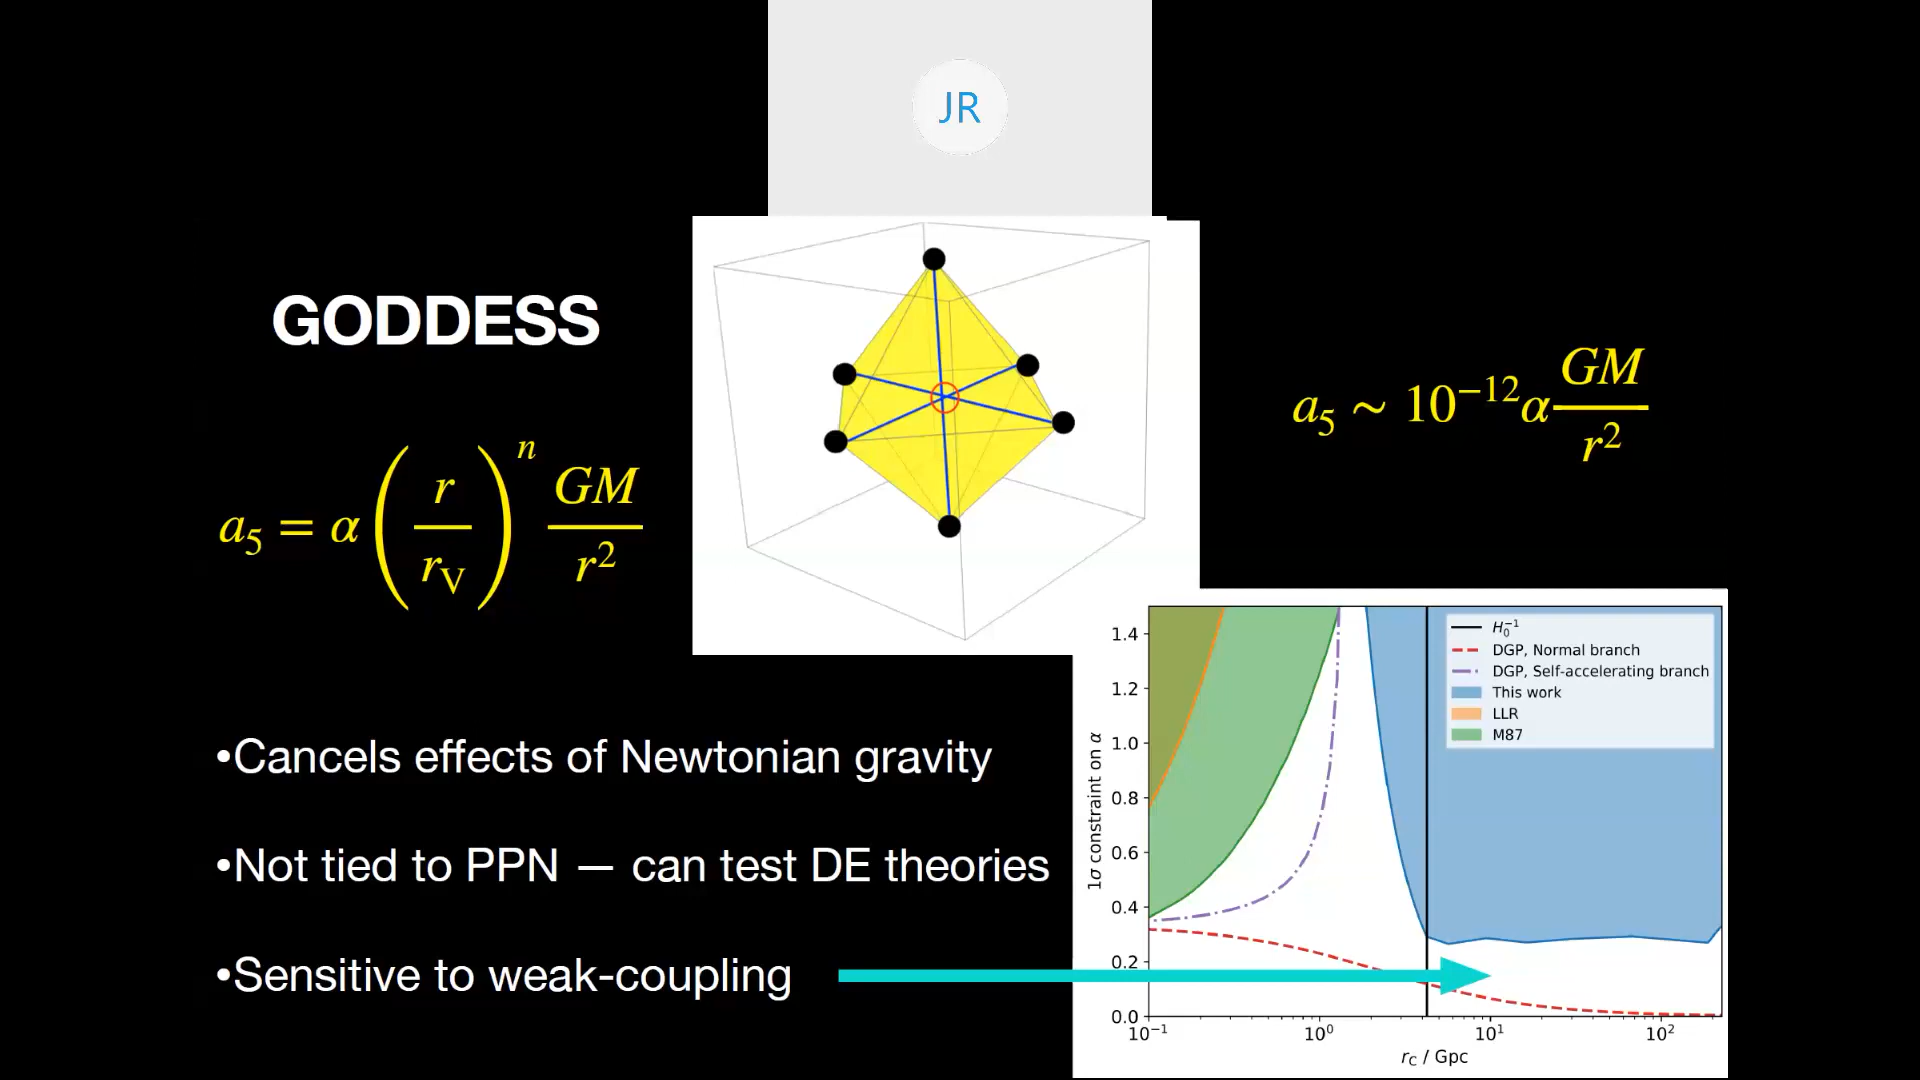 JR
GODDESS
a₅ = α (r / r_V)ⁿ GM / r²
a₅ ∼ 10⁻¹² α GM / r²
•Cancels effects of Newtonian gravity
•Not tied to PPN — can test DE theories
•Sensitive to weak-coupling
1σ constraint on α
1.4
1.2
1.0
0.8
0.6
0.4
0.2
0.0
H₀⁻¹
DGP, Normal branch
DGP, Self-accelerating branch
This work
LLR
M87
10⁻¹ 10⁰ 10¹ 10²
r_C / Gpc